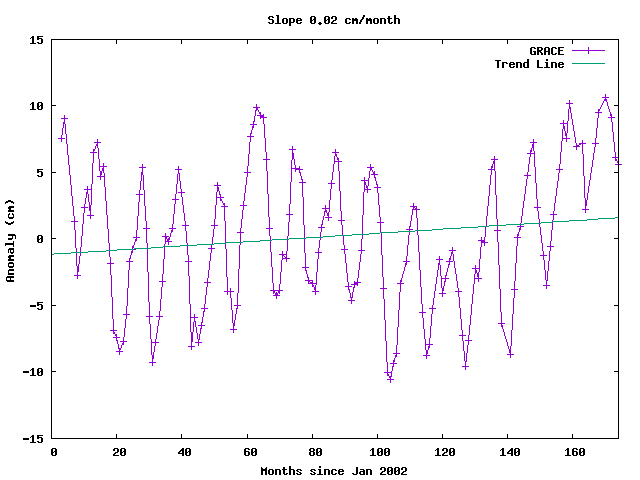 Slope 0.02 cm/month
GRACE
Trend Line
15
10
5
0
-5
-10
-15
Anomaly (cm)
0 20 40 60 80 100 120 140 160
Months since Jan 2002